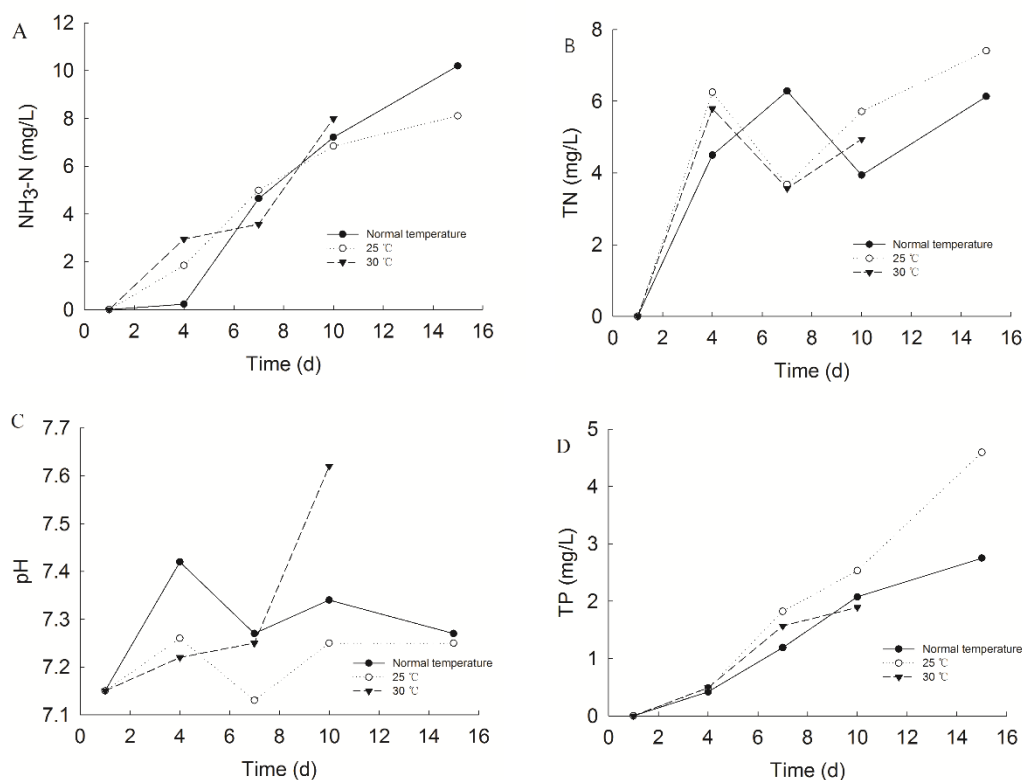 A
12
10
8
6
4
2
0
NH3-N (mg/L)
Normal temperature
25 ℃
30 ℃
0 2 4 6 8 10 12 14 16
Time (d)
B
8
6
4
2
0
TN (mg/L)
Normal temperature
25 ℃
30 ℃
0 2 4 6 8 10 12 14 16
Time (d)
C
7.7
7.6
7.5
7.4
7.3
7.2
7.1
pH
Normal temperature
25 ℃
30 ℃
0 2 4 6 8 10 12 14 16
Time (d)
D
5
4
3
2
1
0
TP (mg/L)
Normal temperature
25 ℃
30 ℃
0 2 4 6 8 10 12 14 16
Time (d)